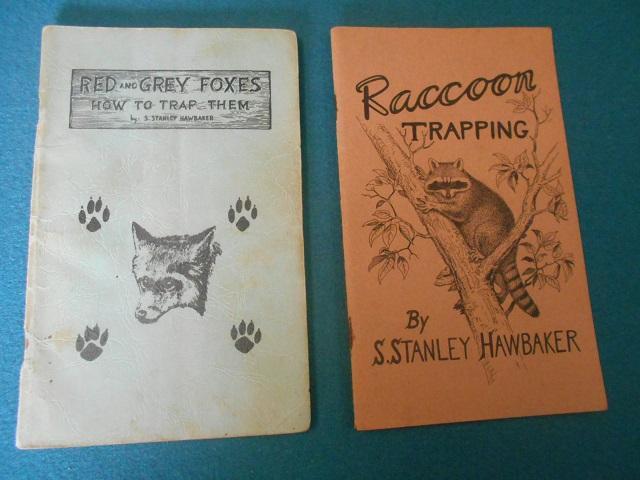 RED AND GREY FOXES
HOW TO TRAP THEM
by: S. STANLEY HAWBAKER
Raccoon
TRAPPING
By
S. STANLEY HAWBAKER